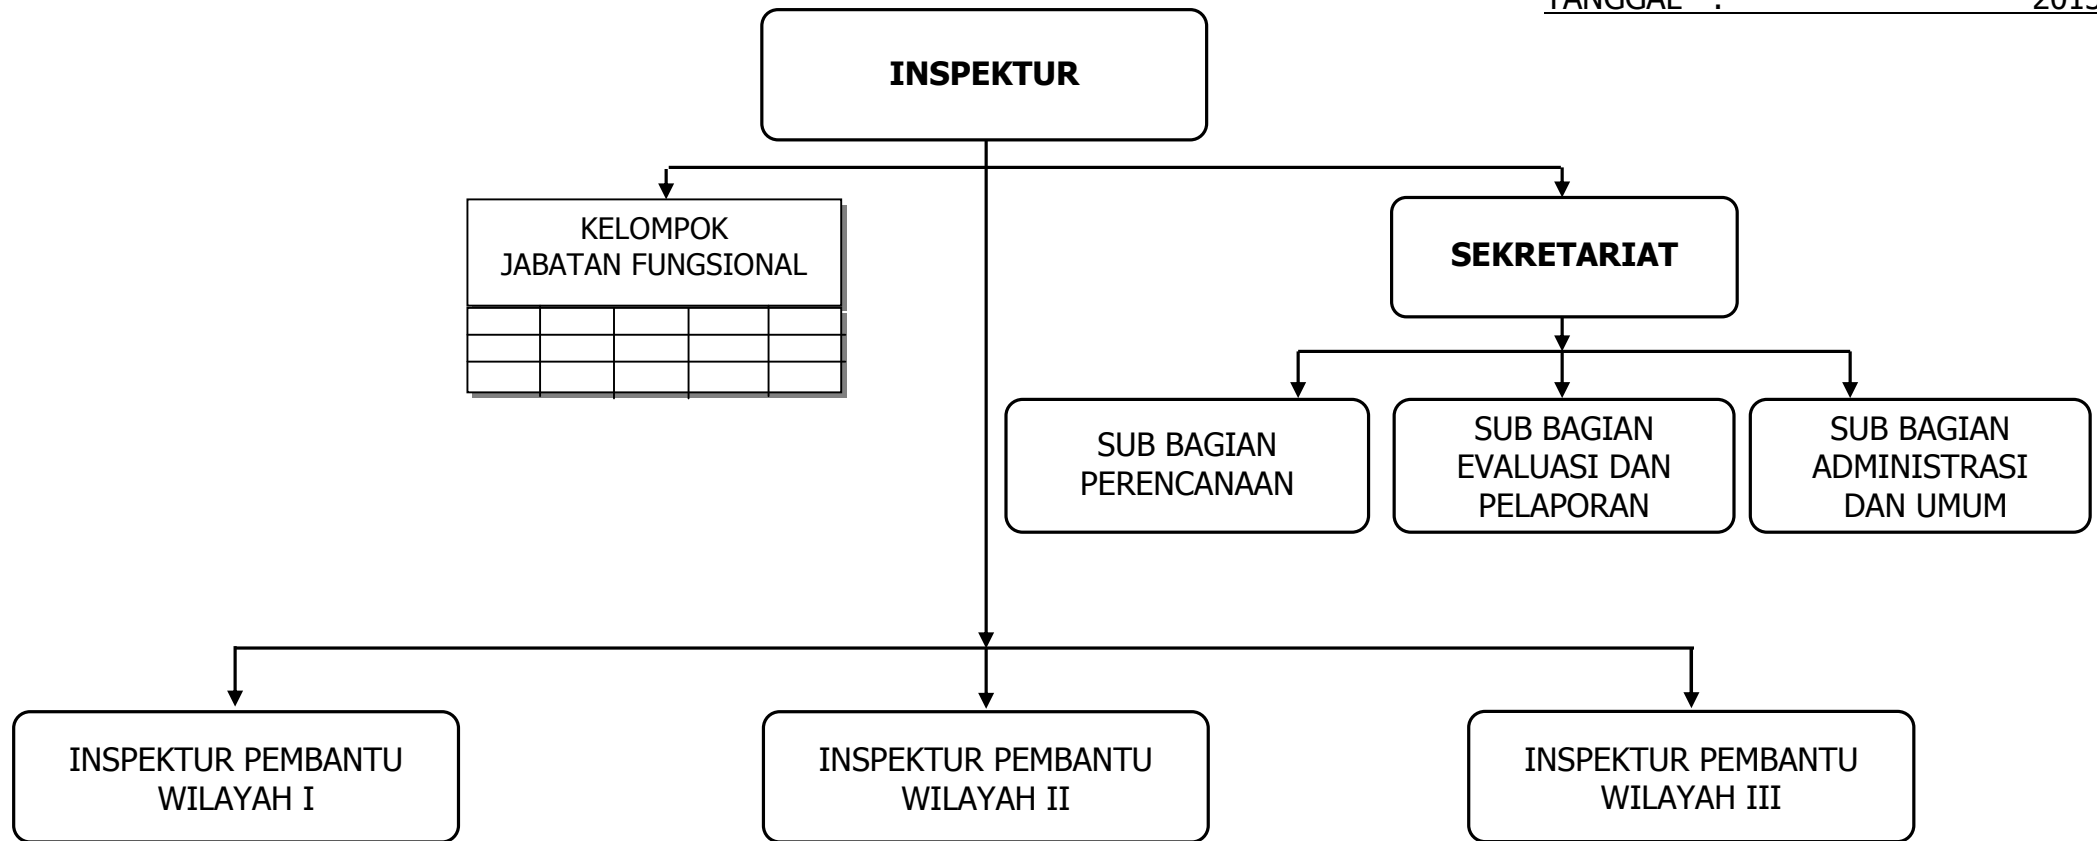 TANGGAL :
INSPEKTUR
KELOMPOK
JABATAN FUNGSIONAL
SEKRETARIAT
SUB BAGIAN
PERENCANAAN
SUB BAGIAN
EVALUASI DAN
PELAPORAN
SUB BAGIAN
ADMINISTRASI
DAN UMUM
INSPEKTUR PEMBANTU
WILAYAH I
INSPEKTUR PEMBANTU
WILAYAH II
INSPEKTUR PEMBANTU
WILAYAH III